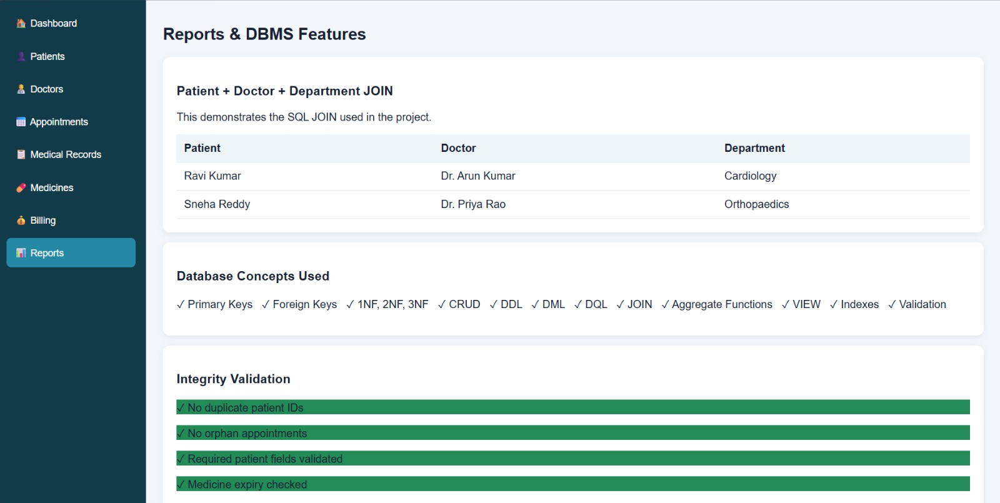 Dashboard
Patients
Doctors
Appointments
Medical Records
Medicines
Billing
Reports
Reports & DBMS Features
Patient + Doctor + Department JOIN
This demonstrates the SQL JOIN used in the project.
Patient Doctor Department
Ravi Kumar Dr. Arun Kumar Cardiology
Sneha Reddy Dr. Priya Rao Orthopaedics
Database Concepts Used
✓ Primary Keys ✓ Foreign Keys ✓ 1NF, 2NF, 3NF ✓ CRUD ✓ DDL ✓ DML ✓ DQL ✓ JOIN ✓ Aggregate Functions ✓ VIEW ✓ Indexes ✓ Validation
Integrity Validation
✓ No duplicate patient IDs
✓ No orphan appointments
✓ Required patient fields validated
✓ Medicine expiry checked